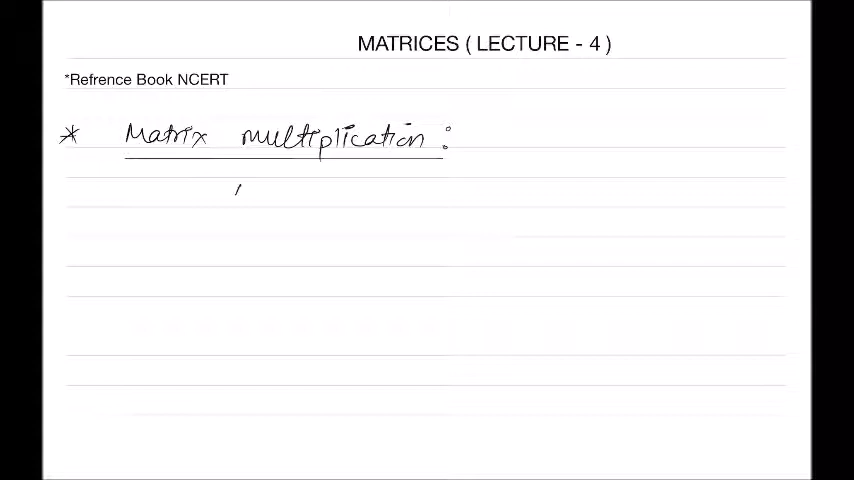 MATRICES ( LECTURE - 4 )
*Refrence Book NCERT
* Matrix multiplication :